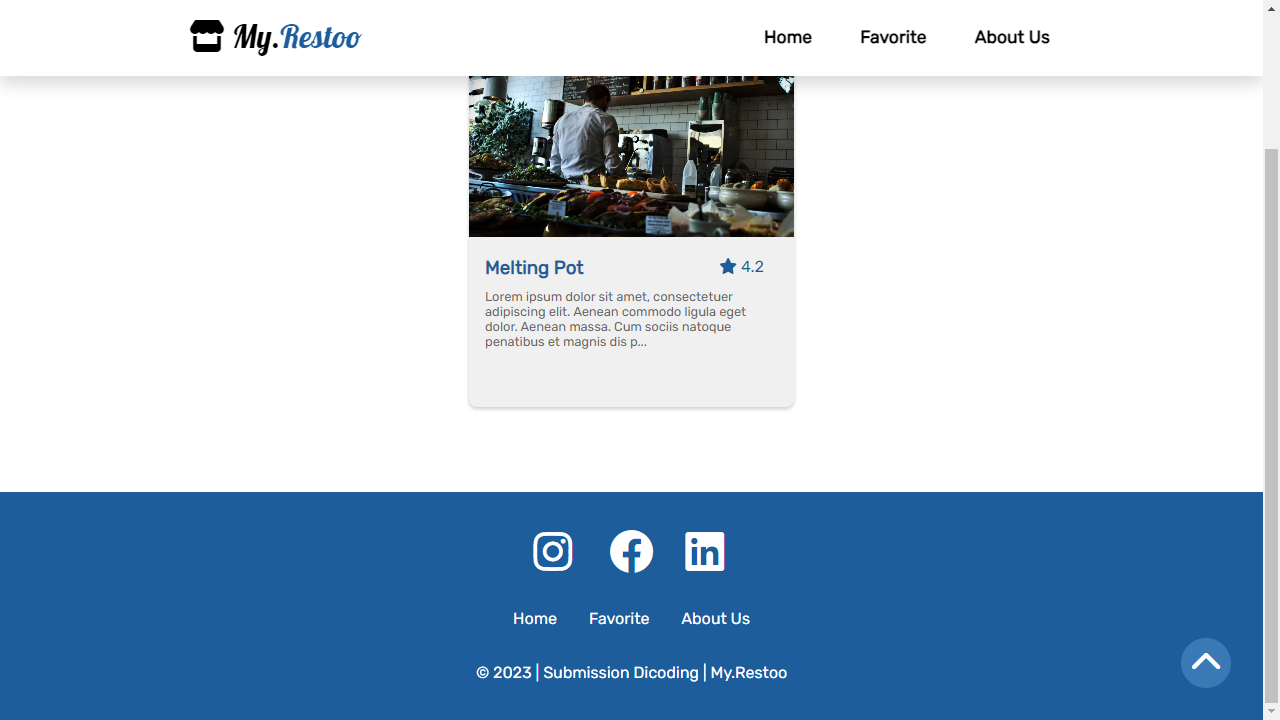 My.Restoo
Home Favorite About Us
Melting Pot 4.2
Lorem ipsum dolor sit amet, consectetuer
adipiscing elit. Aenean commodo ligula eget
dolor. Aenean massa. Cum sociis natoque
penatibus et magnis dis p...
Home Favorite About Us
© 2023 | Submission Dicoding | My.Restoo